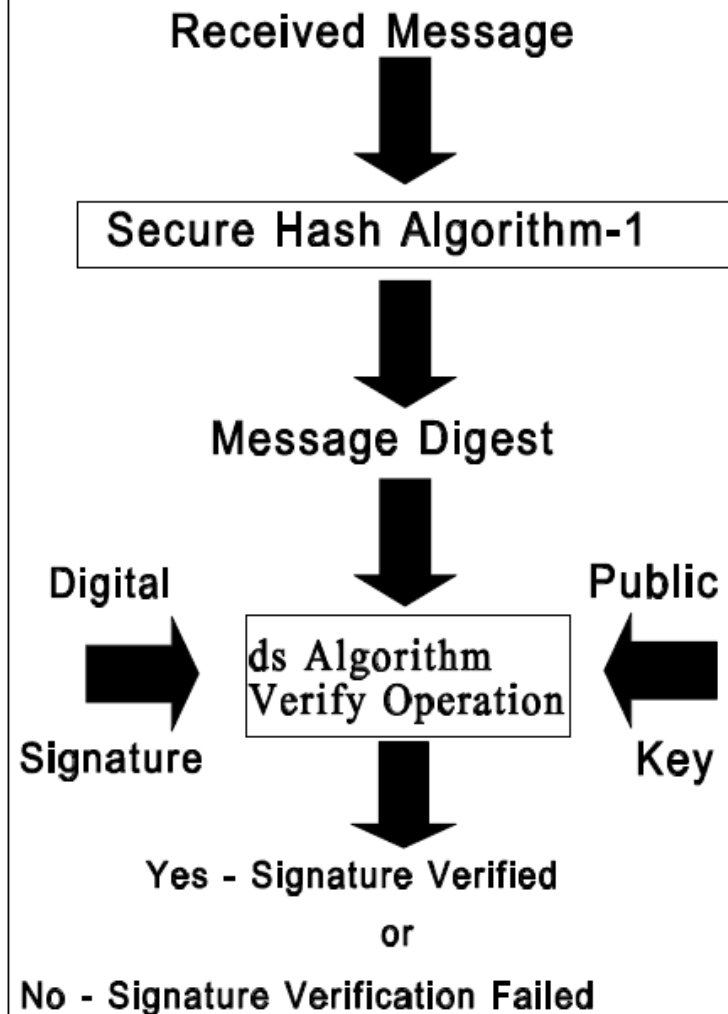 Received Message
Secure Hash Algorithm-1
Message Digest
Digital
Public
ds Algorithm
Verify Operation
Signature
Key
Yes - Signature Verified
or
No - Signature Verification Failed